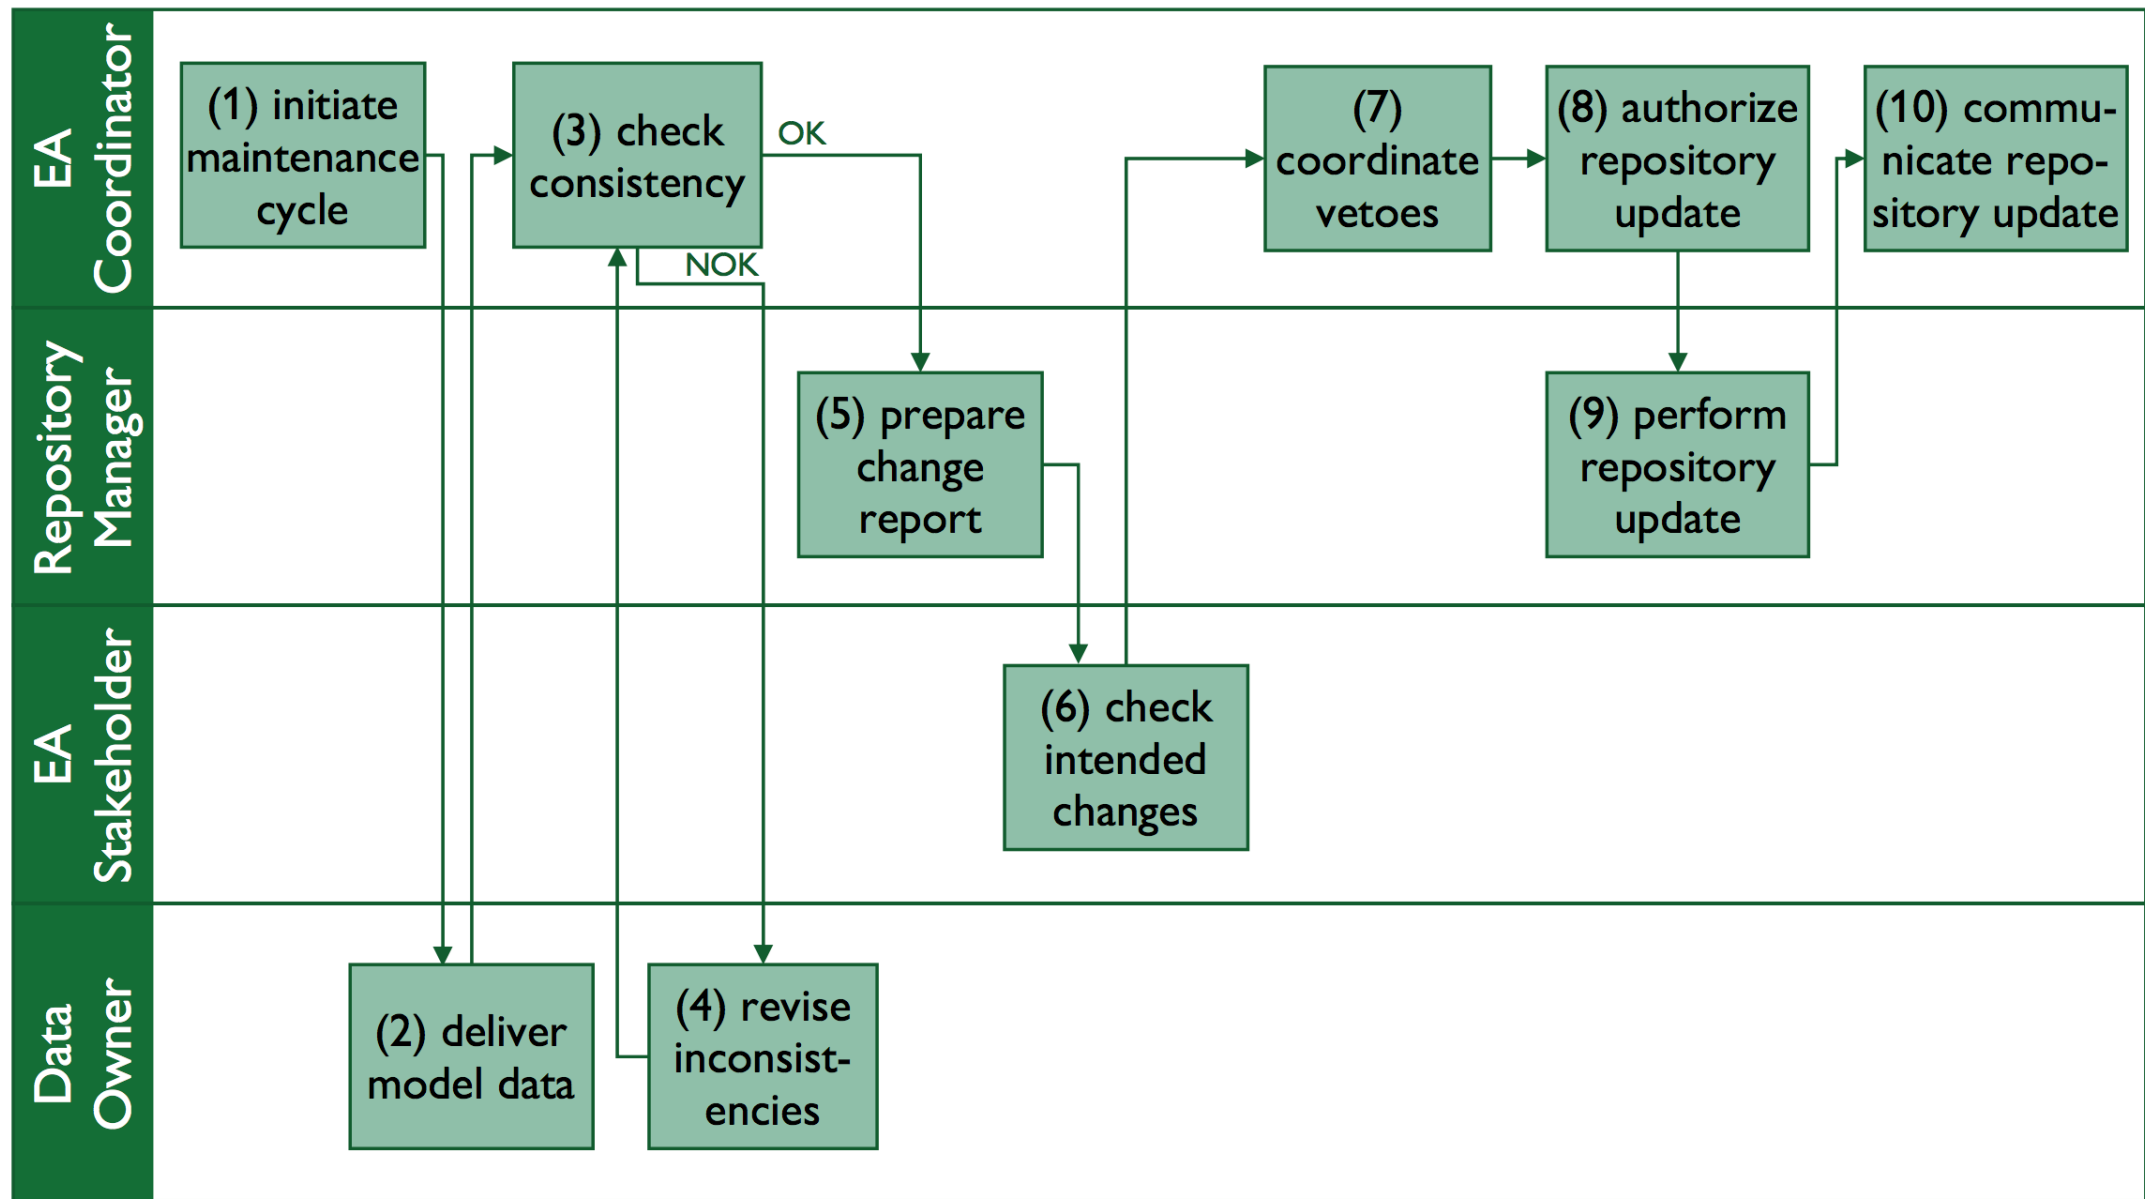 EA
Coordinator
(1) initiate
maintenance
cycle
(3) check
consistency
OK
NOK
(7)
coordinate
vetoes
(8) authorize
repository
update
(10) commu-
nicate repo-
sitory update
Repository
Manager
(5) prepare
change
report
(9) perform
repository
update
EA
Stakeholder
(6) check
intended
changes
Data
Owner
(2) deliver
model data
(4) revise
inconsist-
encies